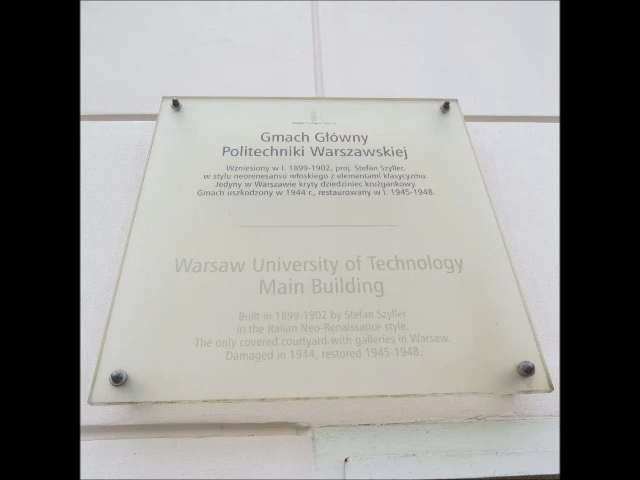 Gmach Główny
Politechniki Warszawskiej
Wzniesiony w l. 1899-1902, proj. Stefan Szyller,
w stylu neorenesansu włoskiego z elementami klasycyzmu.
Jedyny w Warszawie kryty dziedziniec krużgankowy.
Gmach uszkodzony w 1944 r., restaurowany w l. 1945-1948.
Warsaw University of Technology
Main Building
Built in 1899-1902 by Stefan Szyller
in the Italian Neo-Renaissance style.
The only covered courtyard with galleries in Warsaw.
Damaged in 1944, restored 1945-1948.